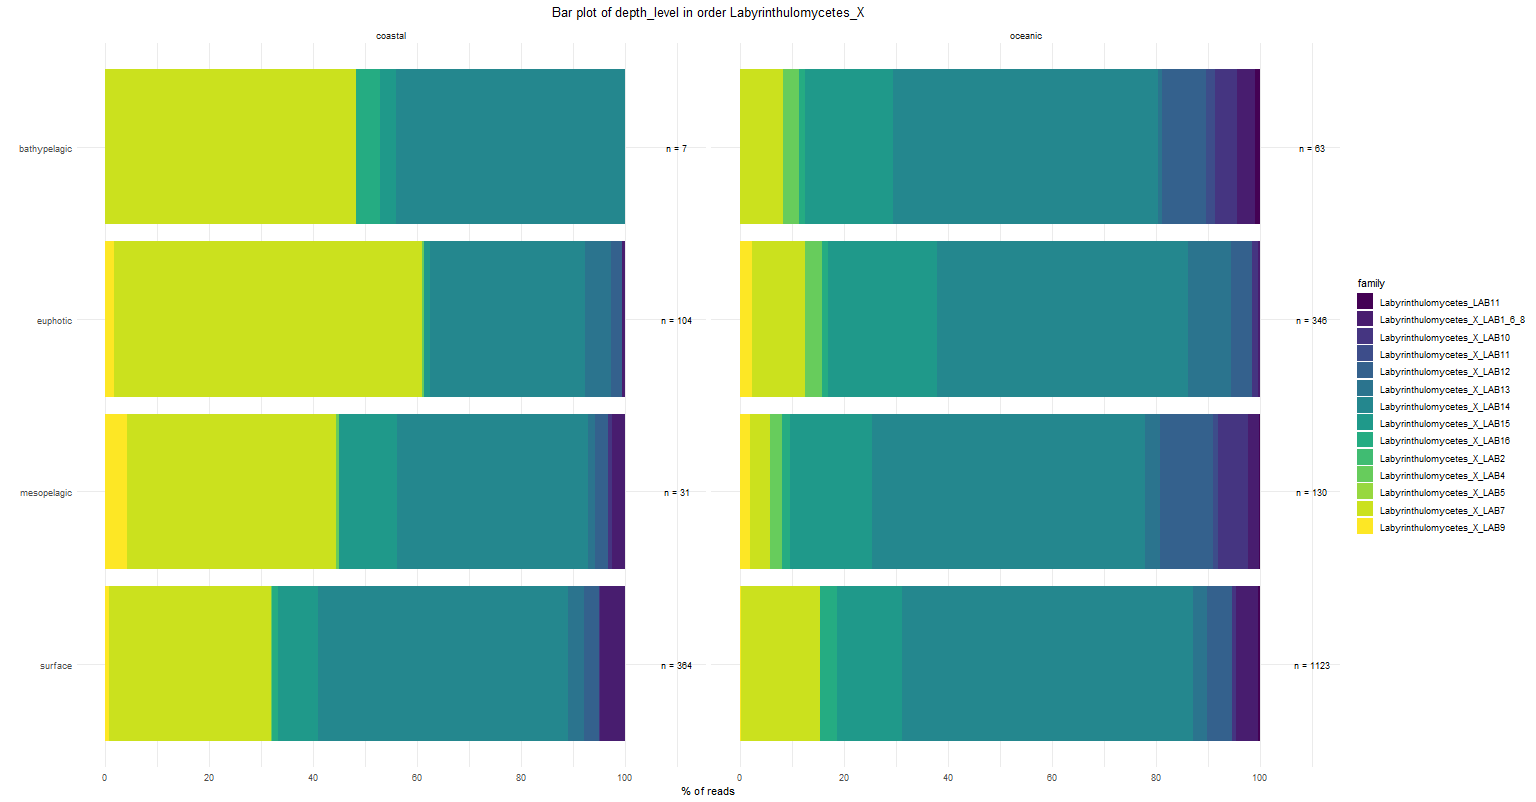 Bar plot of depth_level in order Labyrinthulomycetes_X
coastal
oceanic
bathypelagic
n = 7
n = 63
euphotic
n = 104
n = 346
mesopelagic
n = 31
n = 130
surface
n = 364
n = 1123
0 20 40 60 80 100
0 20 40 60 80 100
% of reads
family
Labyrinthulomycetes_LAB11
Labyrinthulomycetes_X_LAB1_6_8
Labyrinthulomycetes_X_LAB10
Labyrinthulomycetes_X_LAB11
Labyrinthulomycetes_X_LAB12
Labyrinthulomycetes_X_LAB13
Labyrinthulomycetes_X_LAB14
Labyrinthulomycetes_X_LAB15
Labyrinthulomycetes_X_LAB16
Labyrinthulomycetes_X_LAB2
Labyrinthulomycetes_X_LAB4
Labyrinthulomycetes_X_LAB5
Labyrinthulomycetes_X_LAB7
Labyrinthulomycetes_X_LAB9